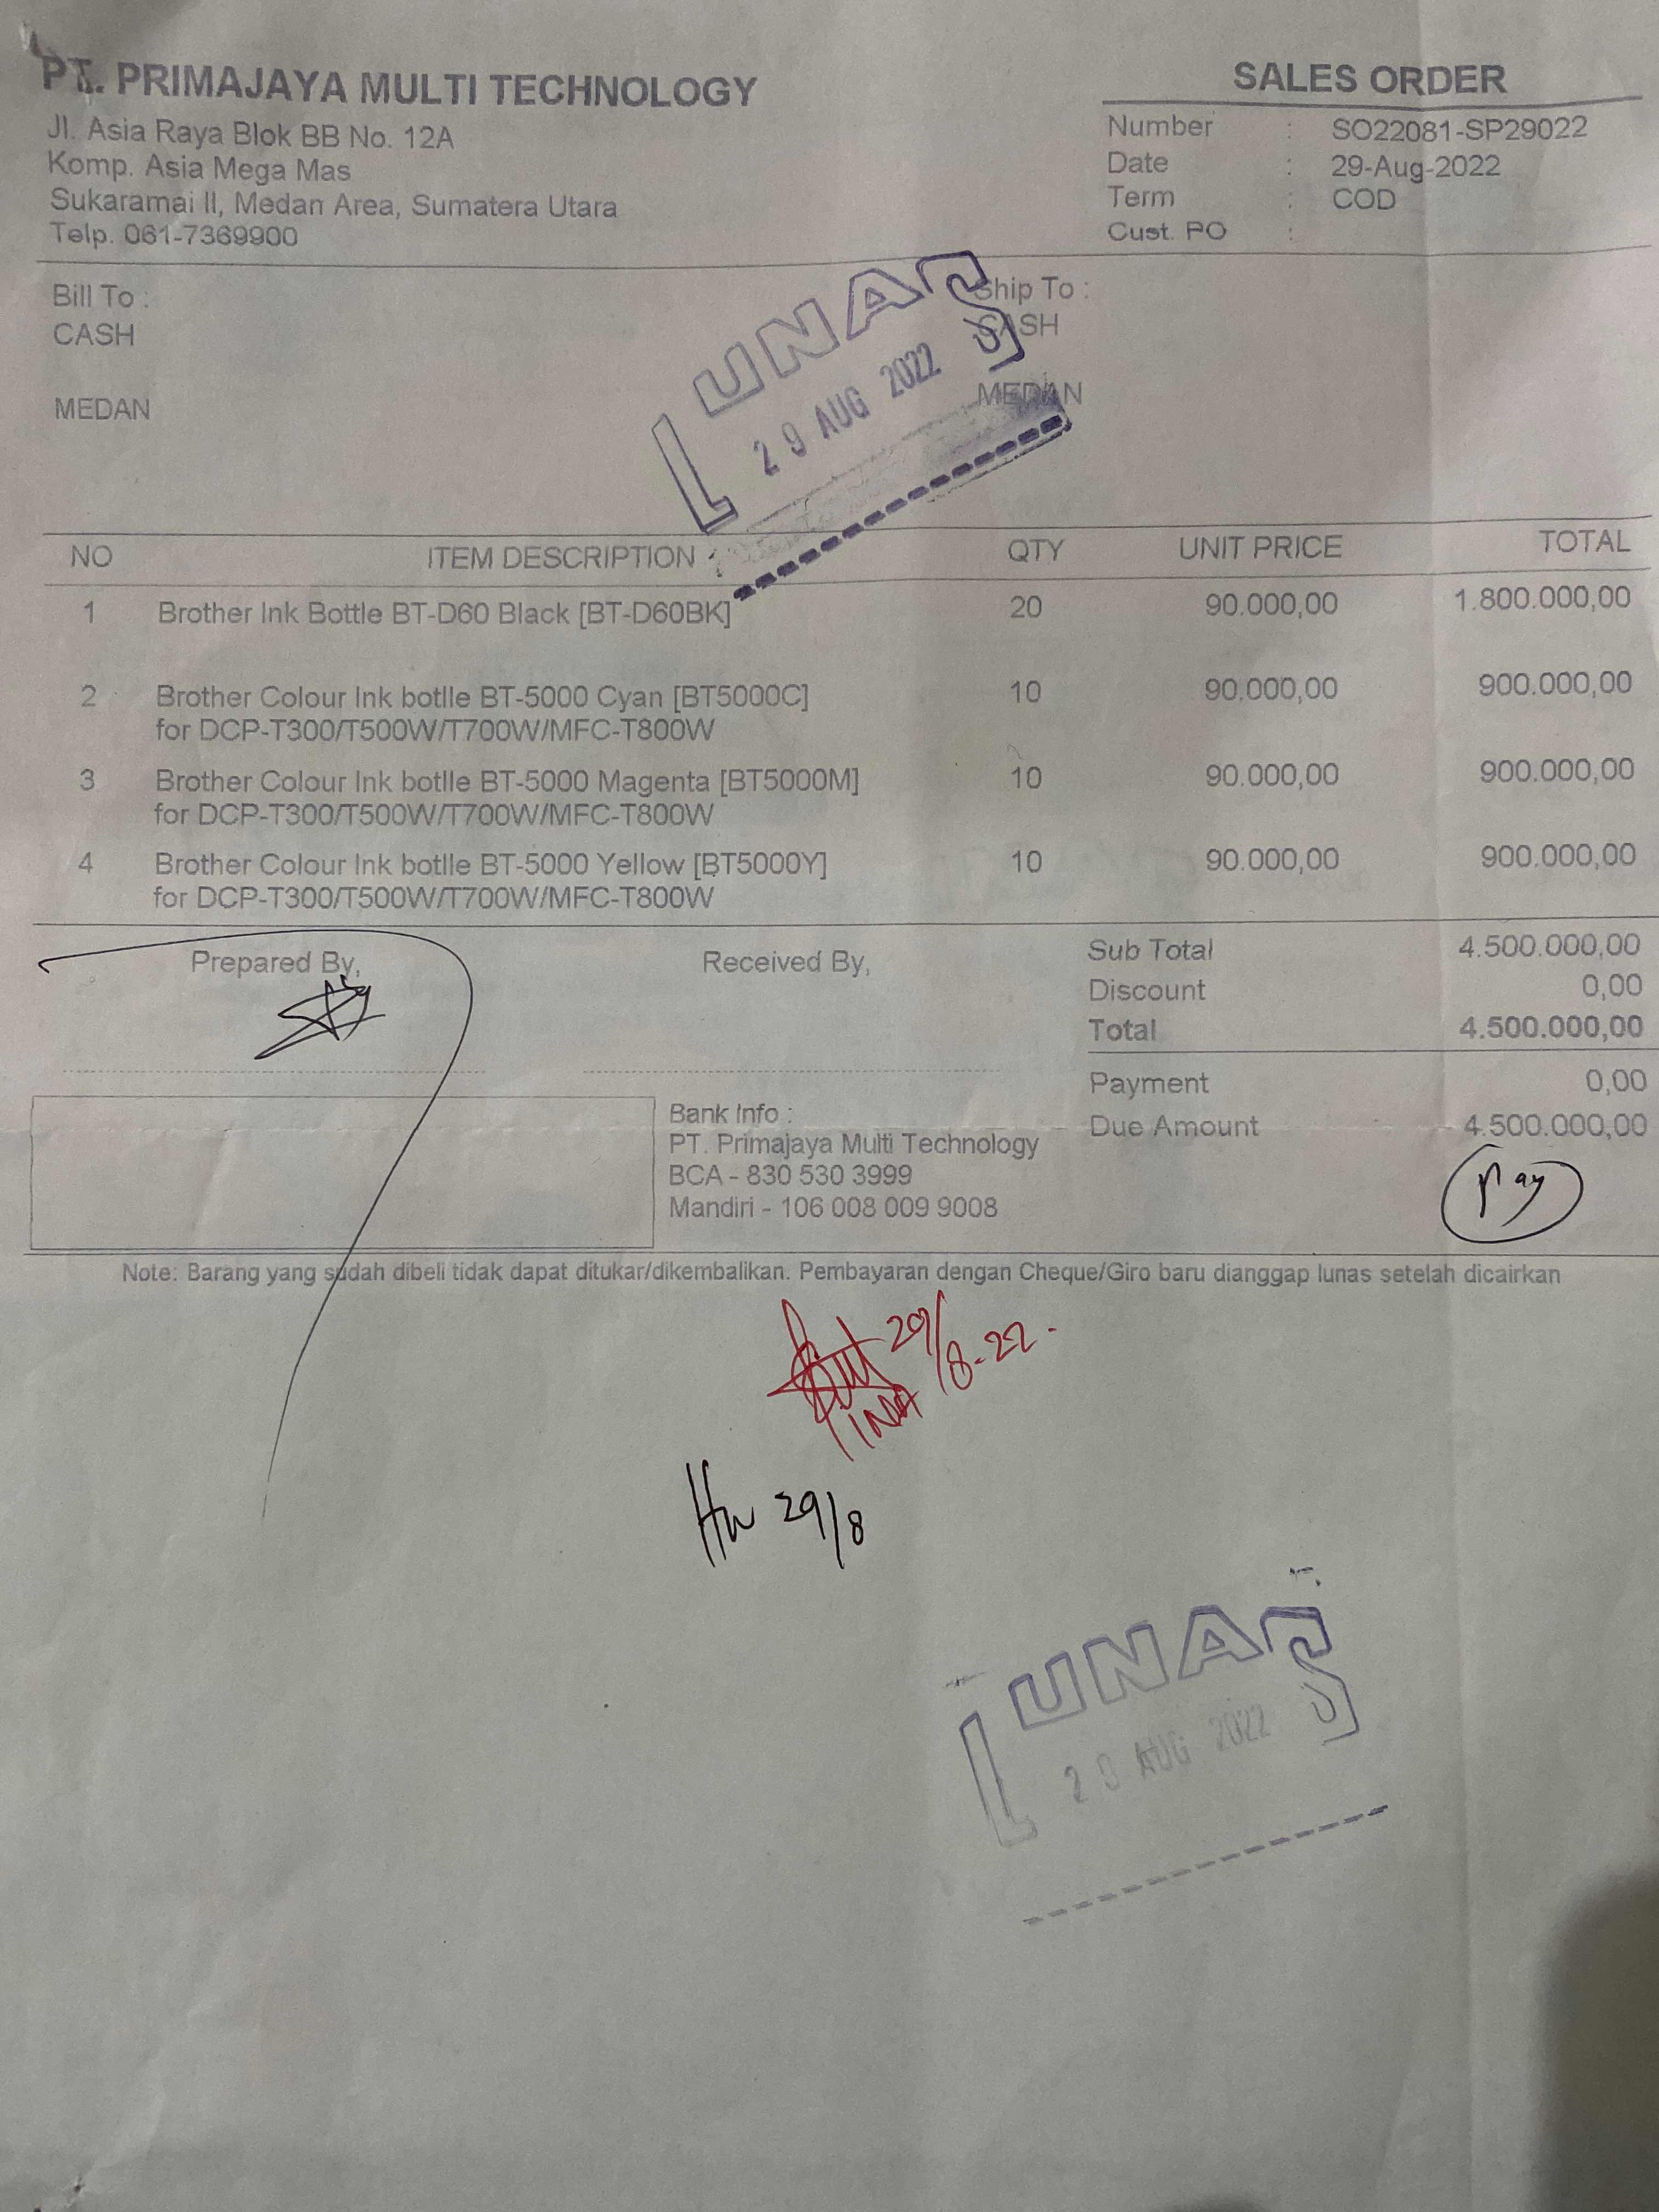 PT. PRIMAJAYA MULTI TECHNOLOGY
Jl. Asia Raya Blok BB No. 12A
Komp. Asia Mega Mas
Sukaramai II, Medan Area, Sumatera Utara
Telp. 061-7369900
SALES ORDER
Number : SO22081-SP29022
Date : 29-Aug-2022
Term : COD
Cust. PO :
Bill To :
CASH
MEDAN
Ship To :
CASH
MEDAN
LUNAS
29 AUG 2022
NO ITEM DESCRIPTION QTY UNIT PRICE TOTAL
1 Brother Ink Bottle BT-D60 Black [BT-D60BK] 20 90.000,00 1.800.000,00
2 Brother Colour Ink botlle BT-5000 Cyan [BT5000C] 10 90.000,00 900.000,00
for DCP-T300/T500W/T700W/MFC-T800W
3 Brother Colour Ink botlle BT-5000 Magenta [BT5000M] 10 90.000,00 900.000,00
for DCP-T300/T500W/T700W/MFC-T800W
4 Brother Colour Ink botlle BT-5000 Yellow [BT5000Y] 10 90.000,00 900.000,00
for DCP-T300/T500W/T700W/MFC-T800W
Prepared By,
Received By,
Sub Total 4.500.000,00
Discount 0,00
Total 4.500.000,00
Payment 0,00
Due Amount 4.500.000,00
pay
Bank Info :
PT. Primajaya Multi Technology
BCA - 830 530 3999
Mandiri - 106 008 009 9008
Note: Barang yang sudah dibeli tidak dapat ditukar/dikembalikan. Pembayaran dengan Cheque/Giro baru dianggap lunas setelah dicairkan
29/8-22.
29/8
LUNAS
29 AUG 2022